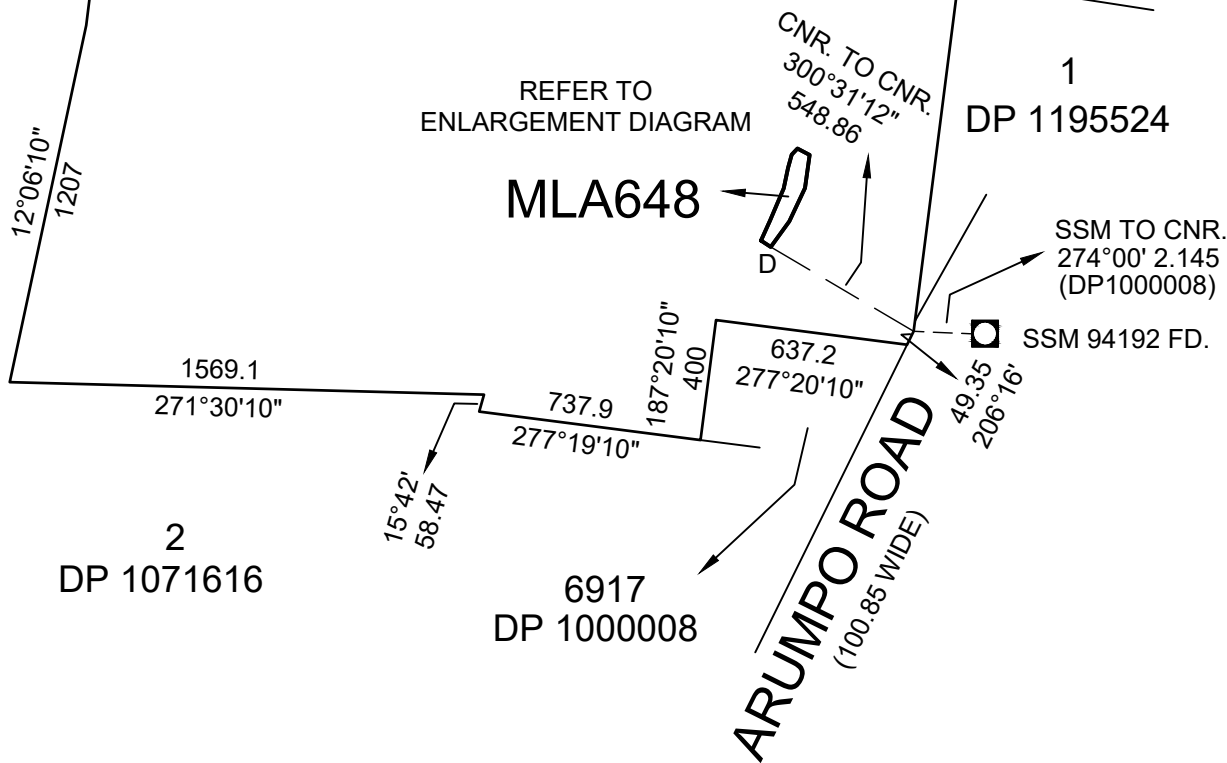 CNR. TO CNR.
300°31'12"
548.86
1
DP 1195524
REFER TO
ENLARGEMENT DIAGRAM
MLA648
12°06'10"
1207
D
SSM TO CNR.
274°00' 2.145
(DP1000008)
SSM 94192 FD.
187°20'10"
400
637.2
277°20'10"
49.35
206°16'
1569.1
271°30'10"
737.9
277°19'10"
15°42'
58.47
ARUMPO ROAD
(100.85 WIDE)
2
DP 1071616
6917
DP 1000008